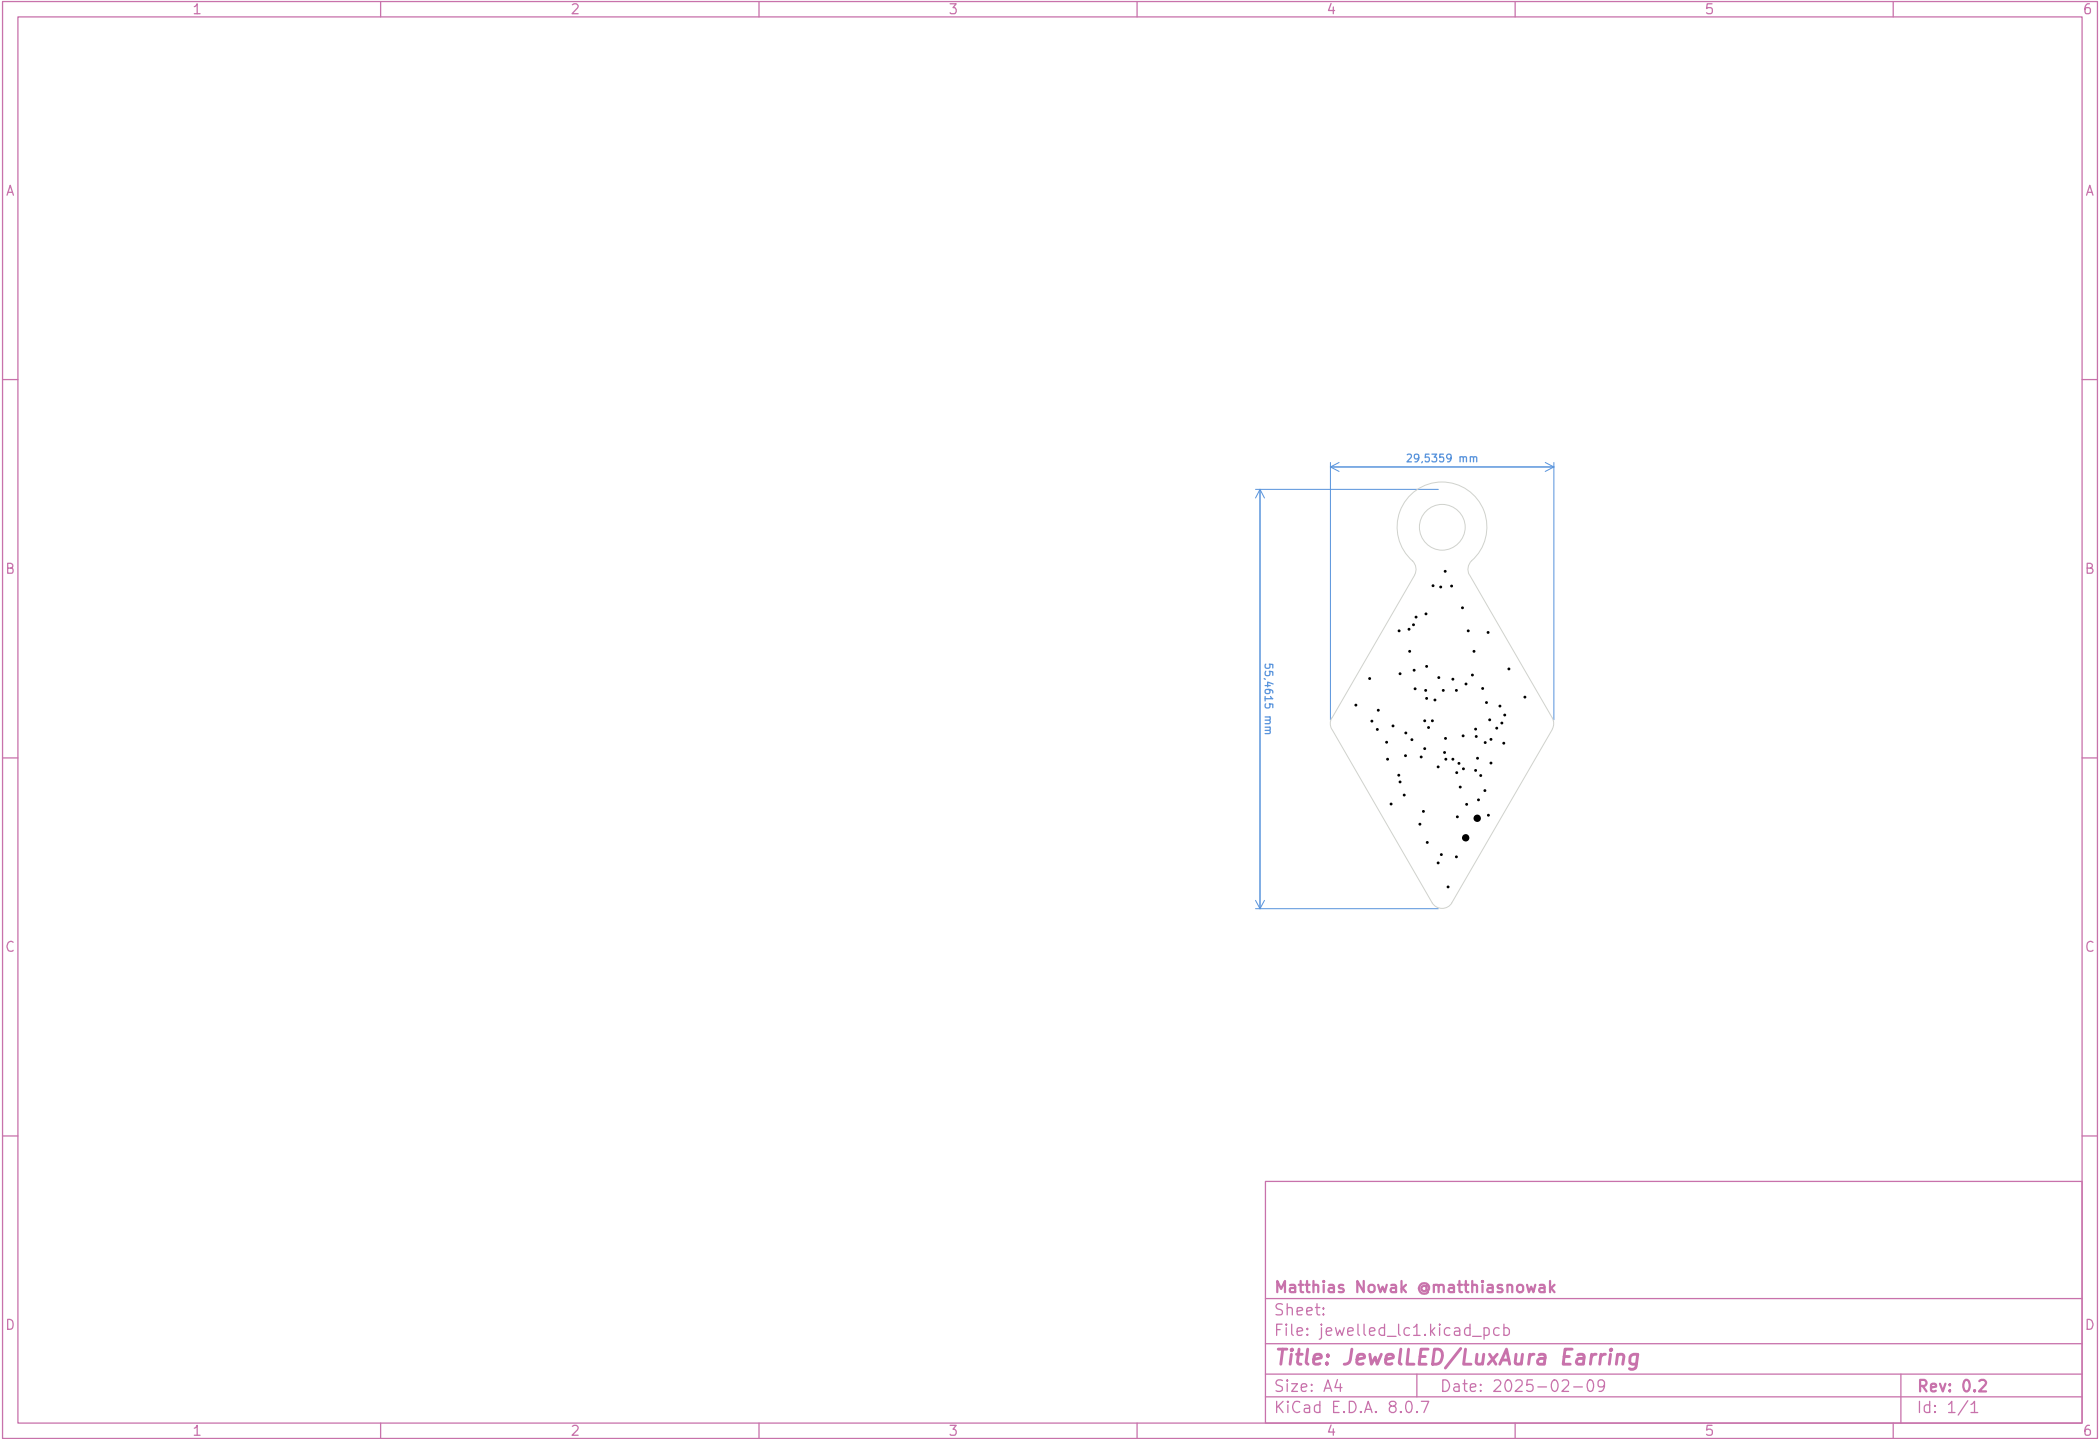 1 2 3 4 5 6
A A
29,5359 mm
B B
55,4615 mm
C C
Matthias Nowak @matthiasnowak
Sheet:
File: jewelled_lc1.kicad_pcb
D D
Title: JewelLED/LuxAura Earring
Size: A4 Date: 2025-02-09 Rev: 0.2
KiCad E.D.A. 8.0.7 Id: 1/1
1 2 3 4 5 6